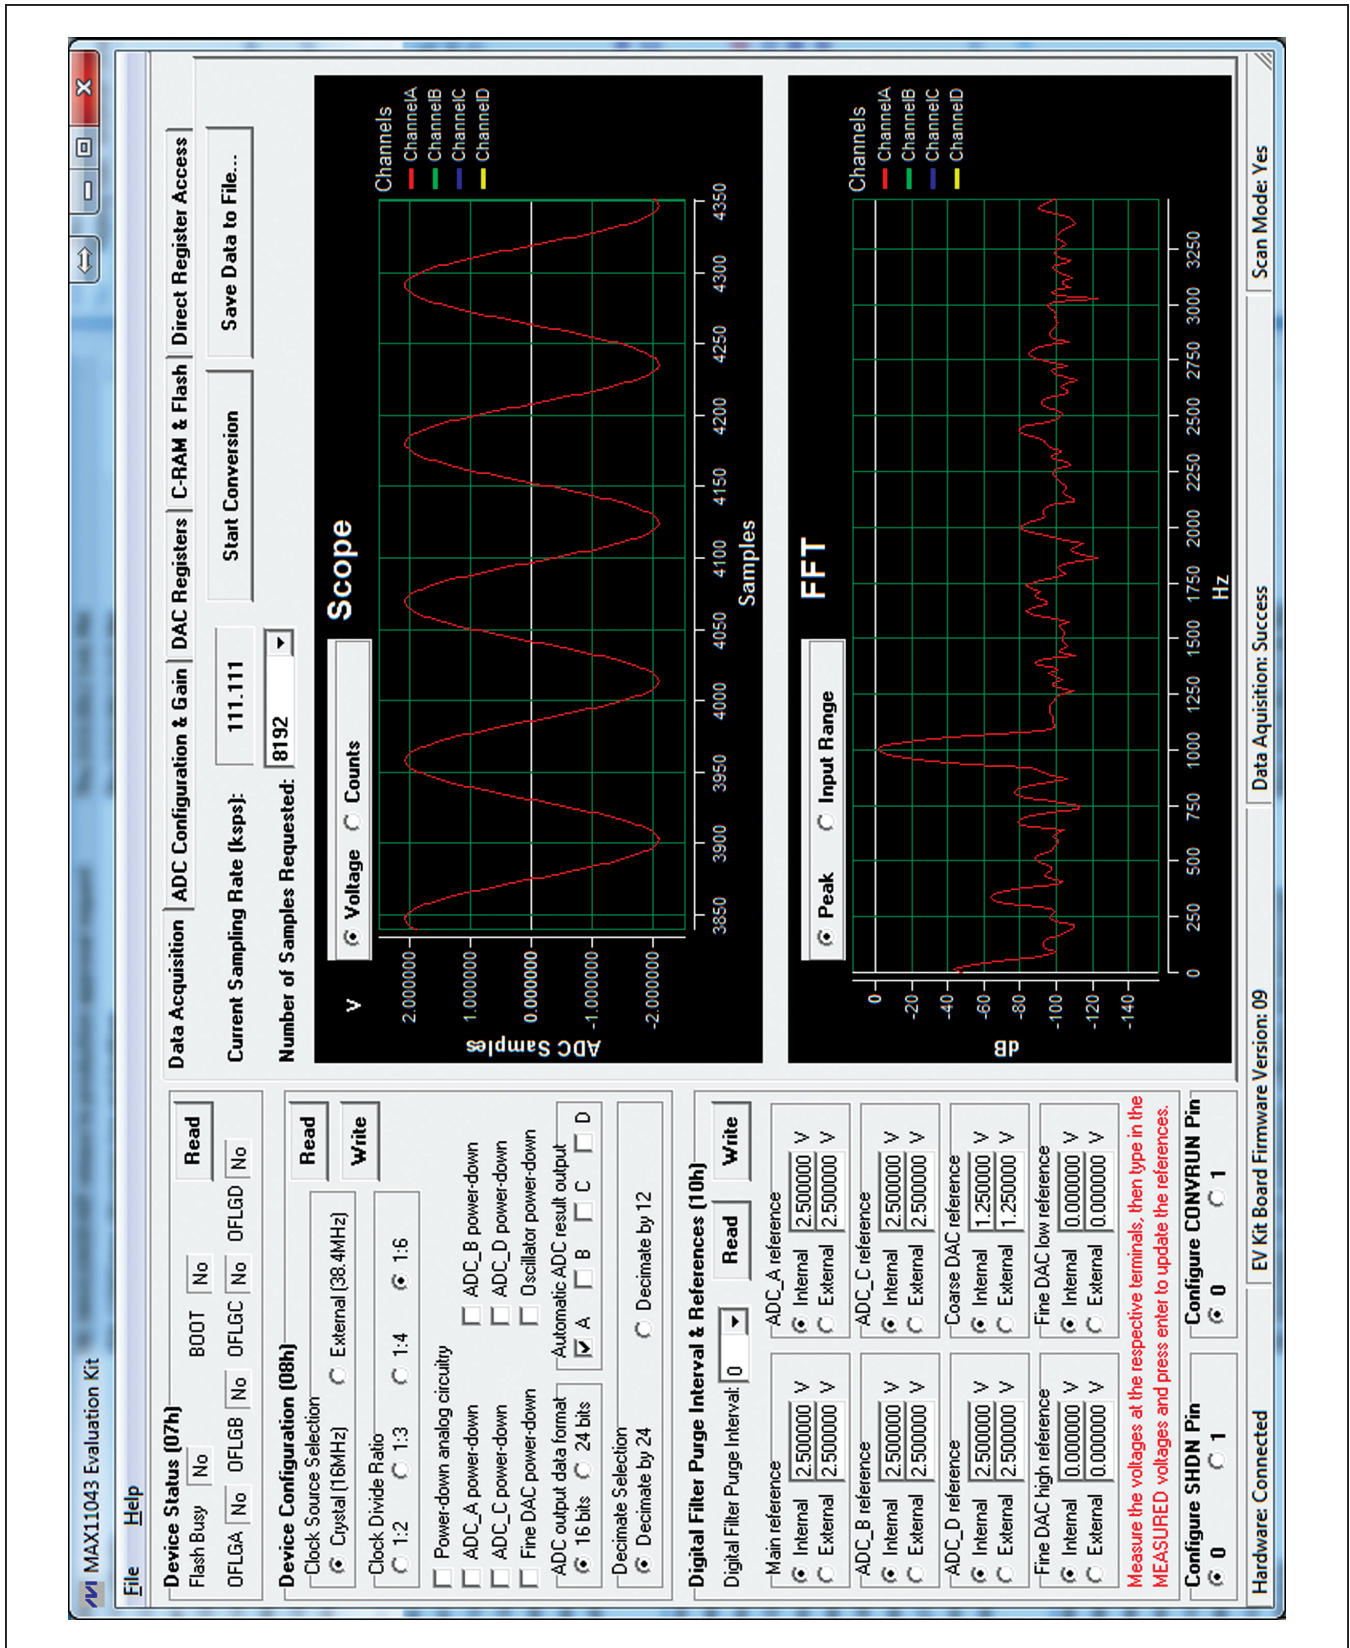 MAX11043 Evaluation Kit
File Help
Device Status (07h)
Flash Busy No BOOT No Read
OFLGA No OFLGB No OFLGC No OFLGD No
Device Configuration (08h)
Clock Source Selection
Crystal (16MHz) External (38.4MHz) Read
Clock Divide Ratio Write
1:2 1:3 1:4 1:6
Power-down analog circuitry
ADC_A power-down ADC_B power-down
ADC_C power-down ADC_D power-down
Fine DAC power-down Oscillator power-down
ADC output data format Automatic ADC result output
16 bits 24 bits A B C D
Decimate Selection
Decimate by 24 Decimate by 12
Digital Filter Purge Interval & References (10h)
Digital Filter Purge Interval: 0 Read Write
Main reference ADC_A reference
Internal 2.500000 V Internal 2.500000 V
External 2.500000 V External 2.500000 V
ADC_B reference ADC_C reference
Internal 2.500000 V Internal 2.500000 V
External 2.500000 V External 2.500000 V
ADC_D reference Coarse DAC reference
Internal 2.500000 V Internal 1.250000 V
External 2.500000 V External 1.250000 V
Fine DAC high reference Fine DAC low reference
Internal 0.000000 V Internal 0.000000 V
External 0.000000 V External 0.000000 V
Measure the voltages at the respective terminals, then type in the
MEASURED voltages and press enter to update the references.
Configure SHDN Pin Configure CONVRUN Pin
0 1 0 1
Data Acquisition ADC Configuration & Gain DAC Registers C-RAM & Flash Direct Register Access
Current Sampling Rate (ksps): 111.111 Start Conversion Save Data to File...
Number of Samples Requested: 8192
Scope
V Voltage Counts
Channels
ChannelA
ChannelB
ChannelC
ChannelD
ADC Samples
2.000000
1.000000
0.000000
-1.000000
-2.000000
3850 3900 3950 4000 4050 4100 4150 4200 4250 4300 4350
Samples
FFT
Peak Input Range
Channels
ChannelA
ChannelB
ChannelC
ChannelD
dB
0
-20
-40
-60
-80
-100
-120
-140
0 250 500 750 1000 1250 1500 1750 2000 2250 2500 2750 3000 3250
Hz
Hardware: Connected EV Kit Board Firmware Version: 09 Data Aquisition: Success Scan Mode: Yes